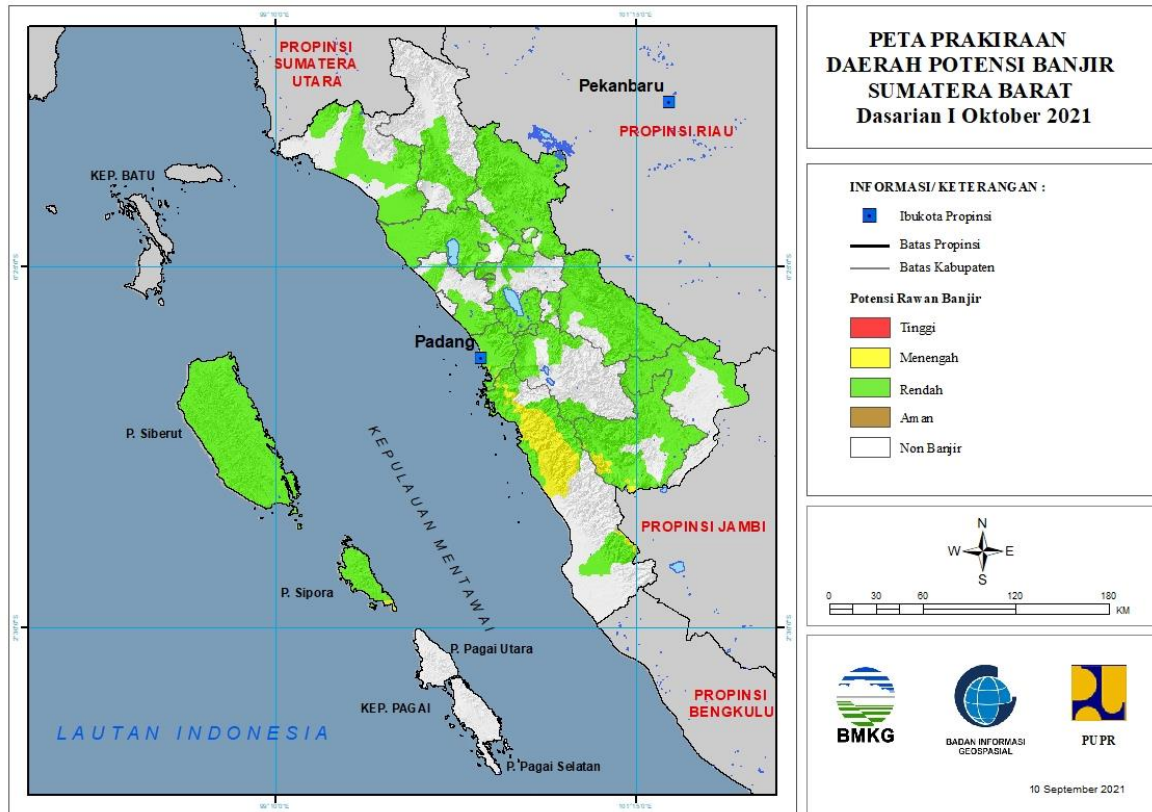 PROPINSI
SUMATERA
UTARA
Pekanbaru
PROPINSI RIAU
KEP. BATU
Padang
P. Siberut
KEPULAUAN MENTAWAI
PROPINSI JAMBI
P. Sipora
P. Pagai Utara
KEP. PAGAI
PROPINSI
BENGKULU
LAUTAN INDONESIA
P. Pagai Selatan
PETA PRAKIRAAN
DAERAH POTENSI BANJIR
SUMATERA BARAT
Dasarian I Oktober 2021
INFORMASI/KETERANGAN :
Ibukota Propinsi
Batas Propinsi
Batas Kabupaten
Potensi Rawan Banjir
Tinggi
Menengah
Rendah
Aman
Non Banjir
N
W E
S
0 30 60 120 180
KM
BMKG
BADAN INFORMASI
GEOSPASIAL
PUPR
10 September 2021